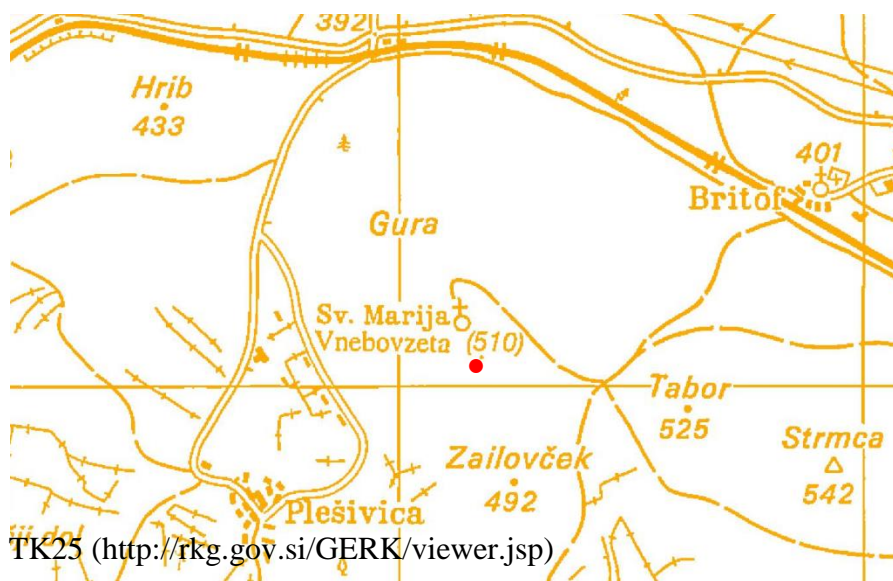 392
Hrib
433
401
Britof
Gura
Sv. Marija
Vnebovzeta (510)
Tabor
525
Strmca
542
Zailovček
492
Plešivica
TK25 (http://rkg.gov.si/GERK/viewer.jsp)